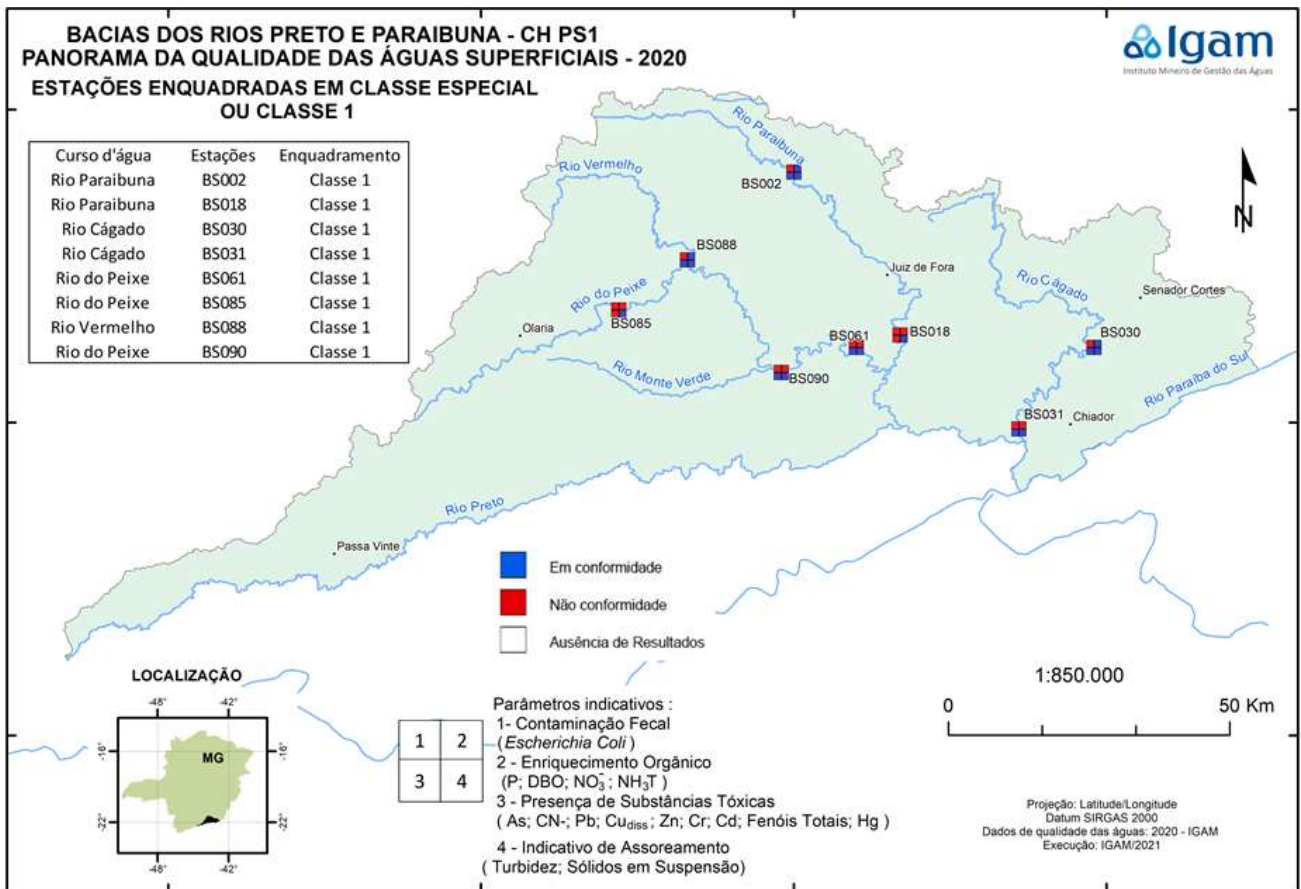 BACIAS DOS RIOS PRETO E PARAIBUNA - CH PS1
PANORAMA DA QUALIDADE DAS ÁGUAS SUPERFICIAIS - 2020
ESTAÇÕES ENQUADRADAS EM CLASSE ESPECIAL
OU CLASSE 1
Igam
Instituto Mineiro de Gestão das Águas
Curso d'água Estações Enquadramento
Rio Paraibuna BS002 Classe 1
Rio Paraibuna BS018 Classe 1
Rio Cágado BS030 Classe 1
Rio Cágado BS031 Classe 1
Rio do Peixe BS061 Classe 1
Rio do Peixe BS085 Classe 1
Rio Vermelho BS088 Classe 1
Rio do Peixe BS090 Classe 1
Rio Paraibuna
Rio Vermelho
BS002
N
BS088
Juiz de Fora
Rio Cágado
Senador Cortes
Rio do Peixe
BS085
Olaria
BS061
BS018
BS030
Rio Monte Verde
BS090
Rio Paraíba do Sul
BS031
Chiador
Rio Preto
Passa Vinte
Em conformidade
Não conformidade
Ausência de Resultados
LOCALIZAÇÃO
-48° -42°
-16° MG -16°
-22° -22°
-48° -42°
1 2
3 4
Parâmetros indicativos :
1- Contaminação Fecal
(Escherichia Coli )
2 - Enriquecimento Orgânico
(P; DBO; NO₃⁻; NH₃T )
3 - Presença de Substâncias Tóxicas
( As; CN-; Pb; Cudiss; Zn; Cr; Cd; Fenóis Totais; Hg )
4 - Indicativo de Assoreamento
( Turbidez; Sólidos em Suspensão)
1:850.000
0 50 Km
Projeção: Latitude/Longitude
Datum SIRGAS 2000
Dados de qualidade das águas: 2020 - IGAM
Execução: IGAM/2021